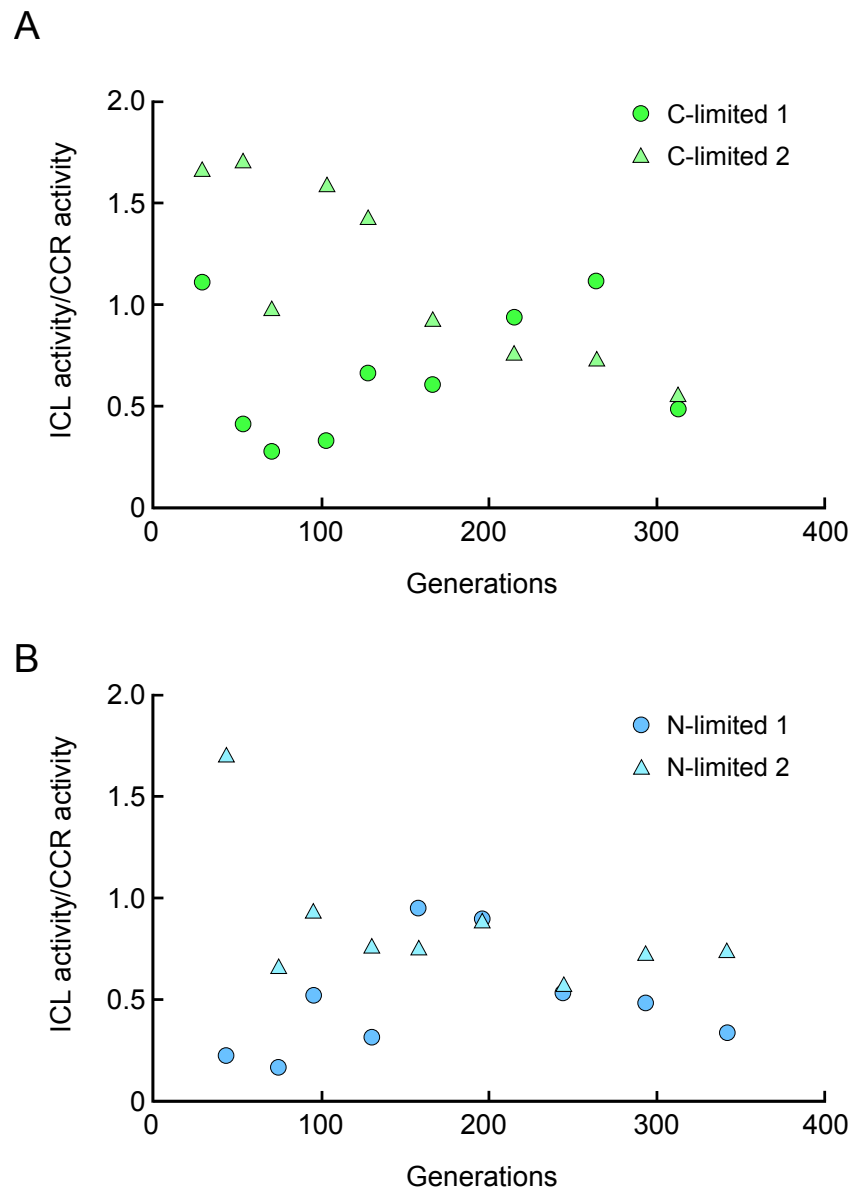 A
2.0
1.5
1.0
0.5
0
ICL activity/CCR activity
C-limited 1
C-limited 2
0 100 200 300 400
Generations
B
2.0
1.5
1.0
0.5
0
ICL activity/CCR activity
N-limited 1
N-limited 2
0 100 200 300 400
Generations